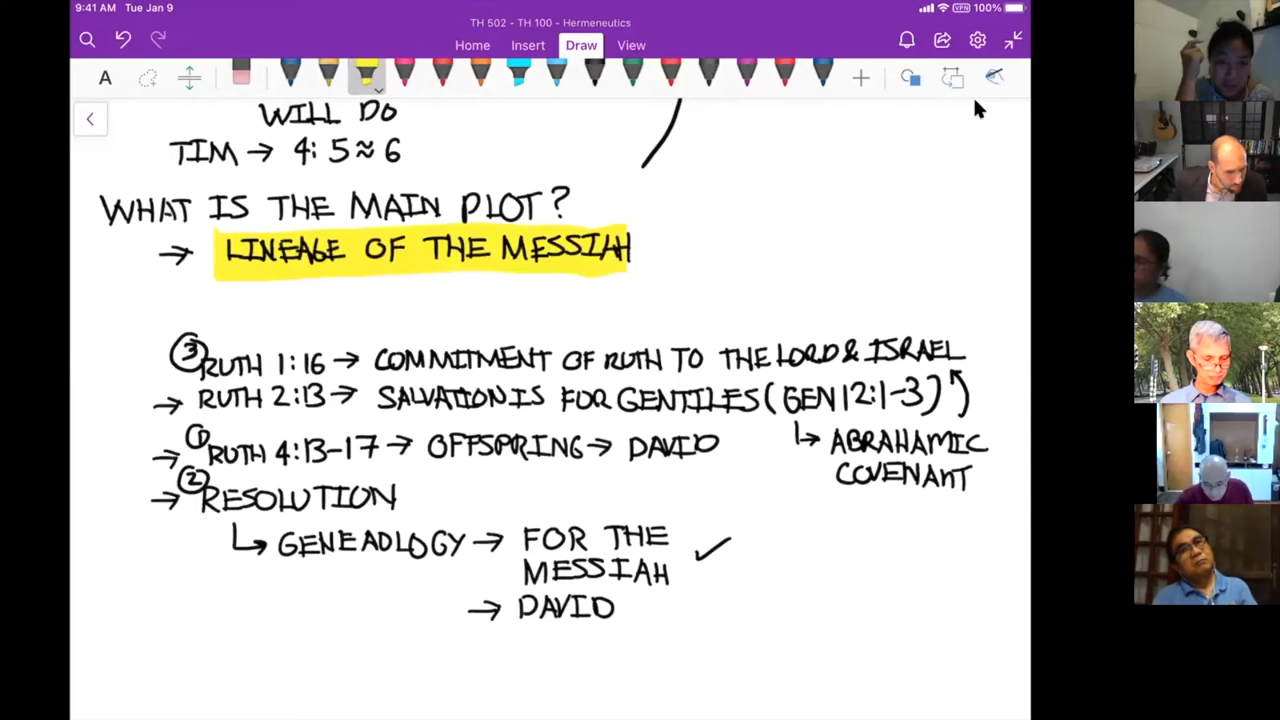 9:41 AM Tue Jan 9
VPN 100%
TH 502 - TH 100 - Hermeneutics
Home Insert Draw View
A
WILL DO
TIM → 4: 5 ≈ 6
WHAT IS THE MAIN PLOT?
→ LINEAGE OF THE MESSIAH
③ RUTH 1:16 → COMMITMENT OF RUTH TO THE LORD & ISRAEL
→ RUTH 2:13 → SALVATION IS FOR GENTILES (GEN 12:1-3)
① → RUTH 4:13-17 → OFFSPRING → DAVID
↳ ABRAHAMIC
COVENANT
② → RESOLUTION
↳ GENEADLOGY → FOR THE
MESSIAH ✓
→ DAVID